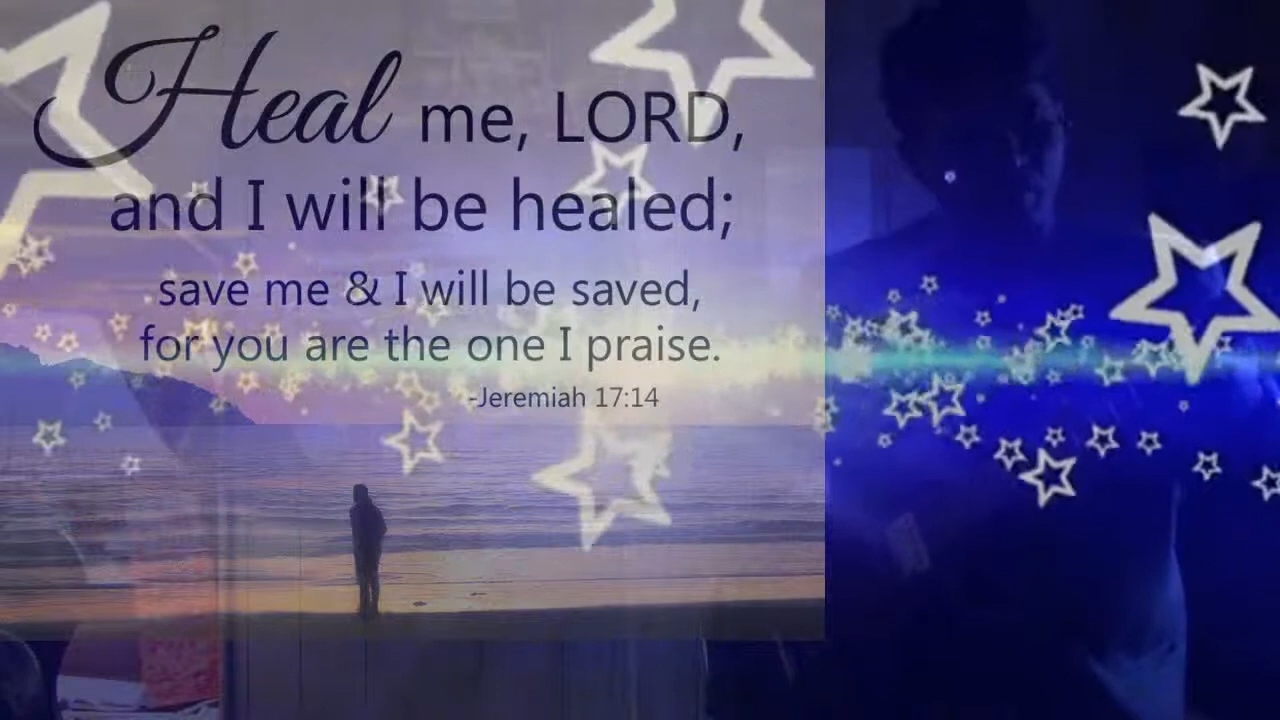 Heal me, LORD,
and I will be healed;
save me & I will be saved,
for you are the one I praise.
-Jeremiah 17:14